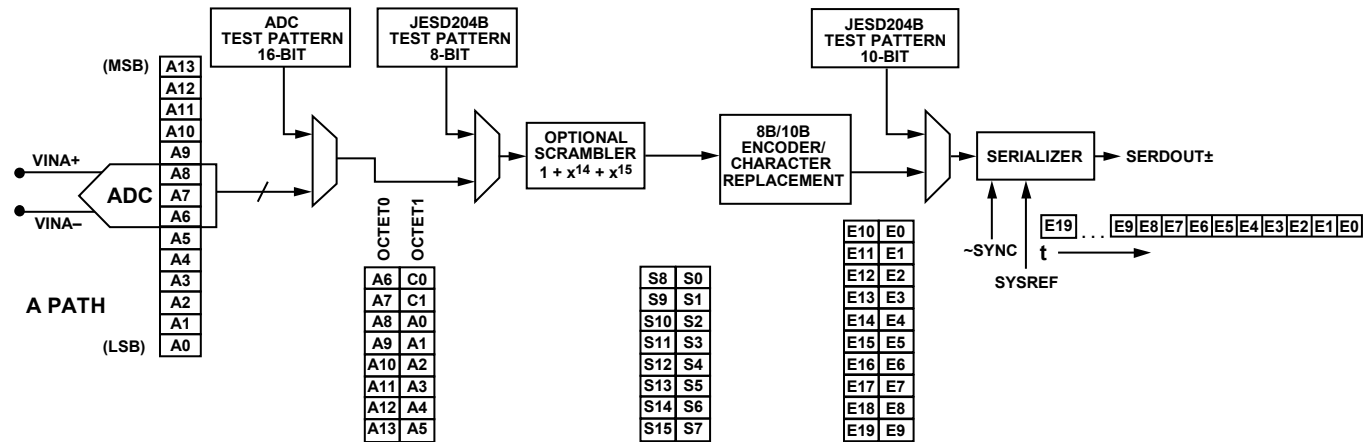 ADC
TEST PATTERN
16-BIT
JESD204B
TEST PATTERN
8-BIT
JESD204B
TEST PATTERN
10-BIT
(MSB)
A13
A12
A11
A10
A9
A8
A7
A6
A5
A4
A3
A2
A1
A0
(LSB)
VINA+
ADC
VINA–
A PATH
OPTIONAL
SCRAMBLER
1 + x14 + x15
8B/10B
ENCODER/
CHARACTER
REPLACEMENT
SERIALIZER
SERDOUT±
~SYNC
SYSREF
E19 . . . E9 E8 E7 E6 E5 E4 E3 E2 E1 E0
t
OCTET0
OCTET1
A6 C0
A7 C1
A8 A0
A9 A1
A10 A2
A11 A3
A12 A4
A13 A5
S8 S0
S9 S1
S10 S2
S11 S3
S12 S4
S13 S5
S14 S6
S15 S7
E10 E0
E11 E1
E12 E2
E13 E3
E14 E4
E15 E5
E16 E6
E17 E7
E18 E8
E19 E9